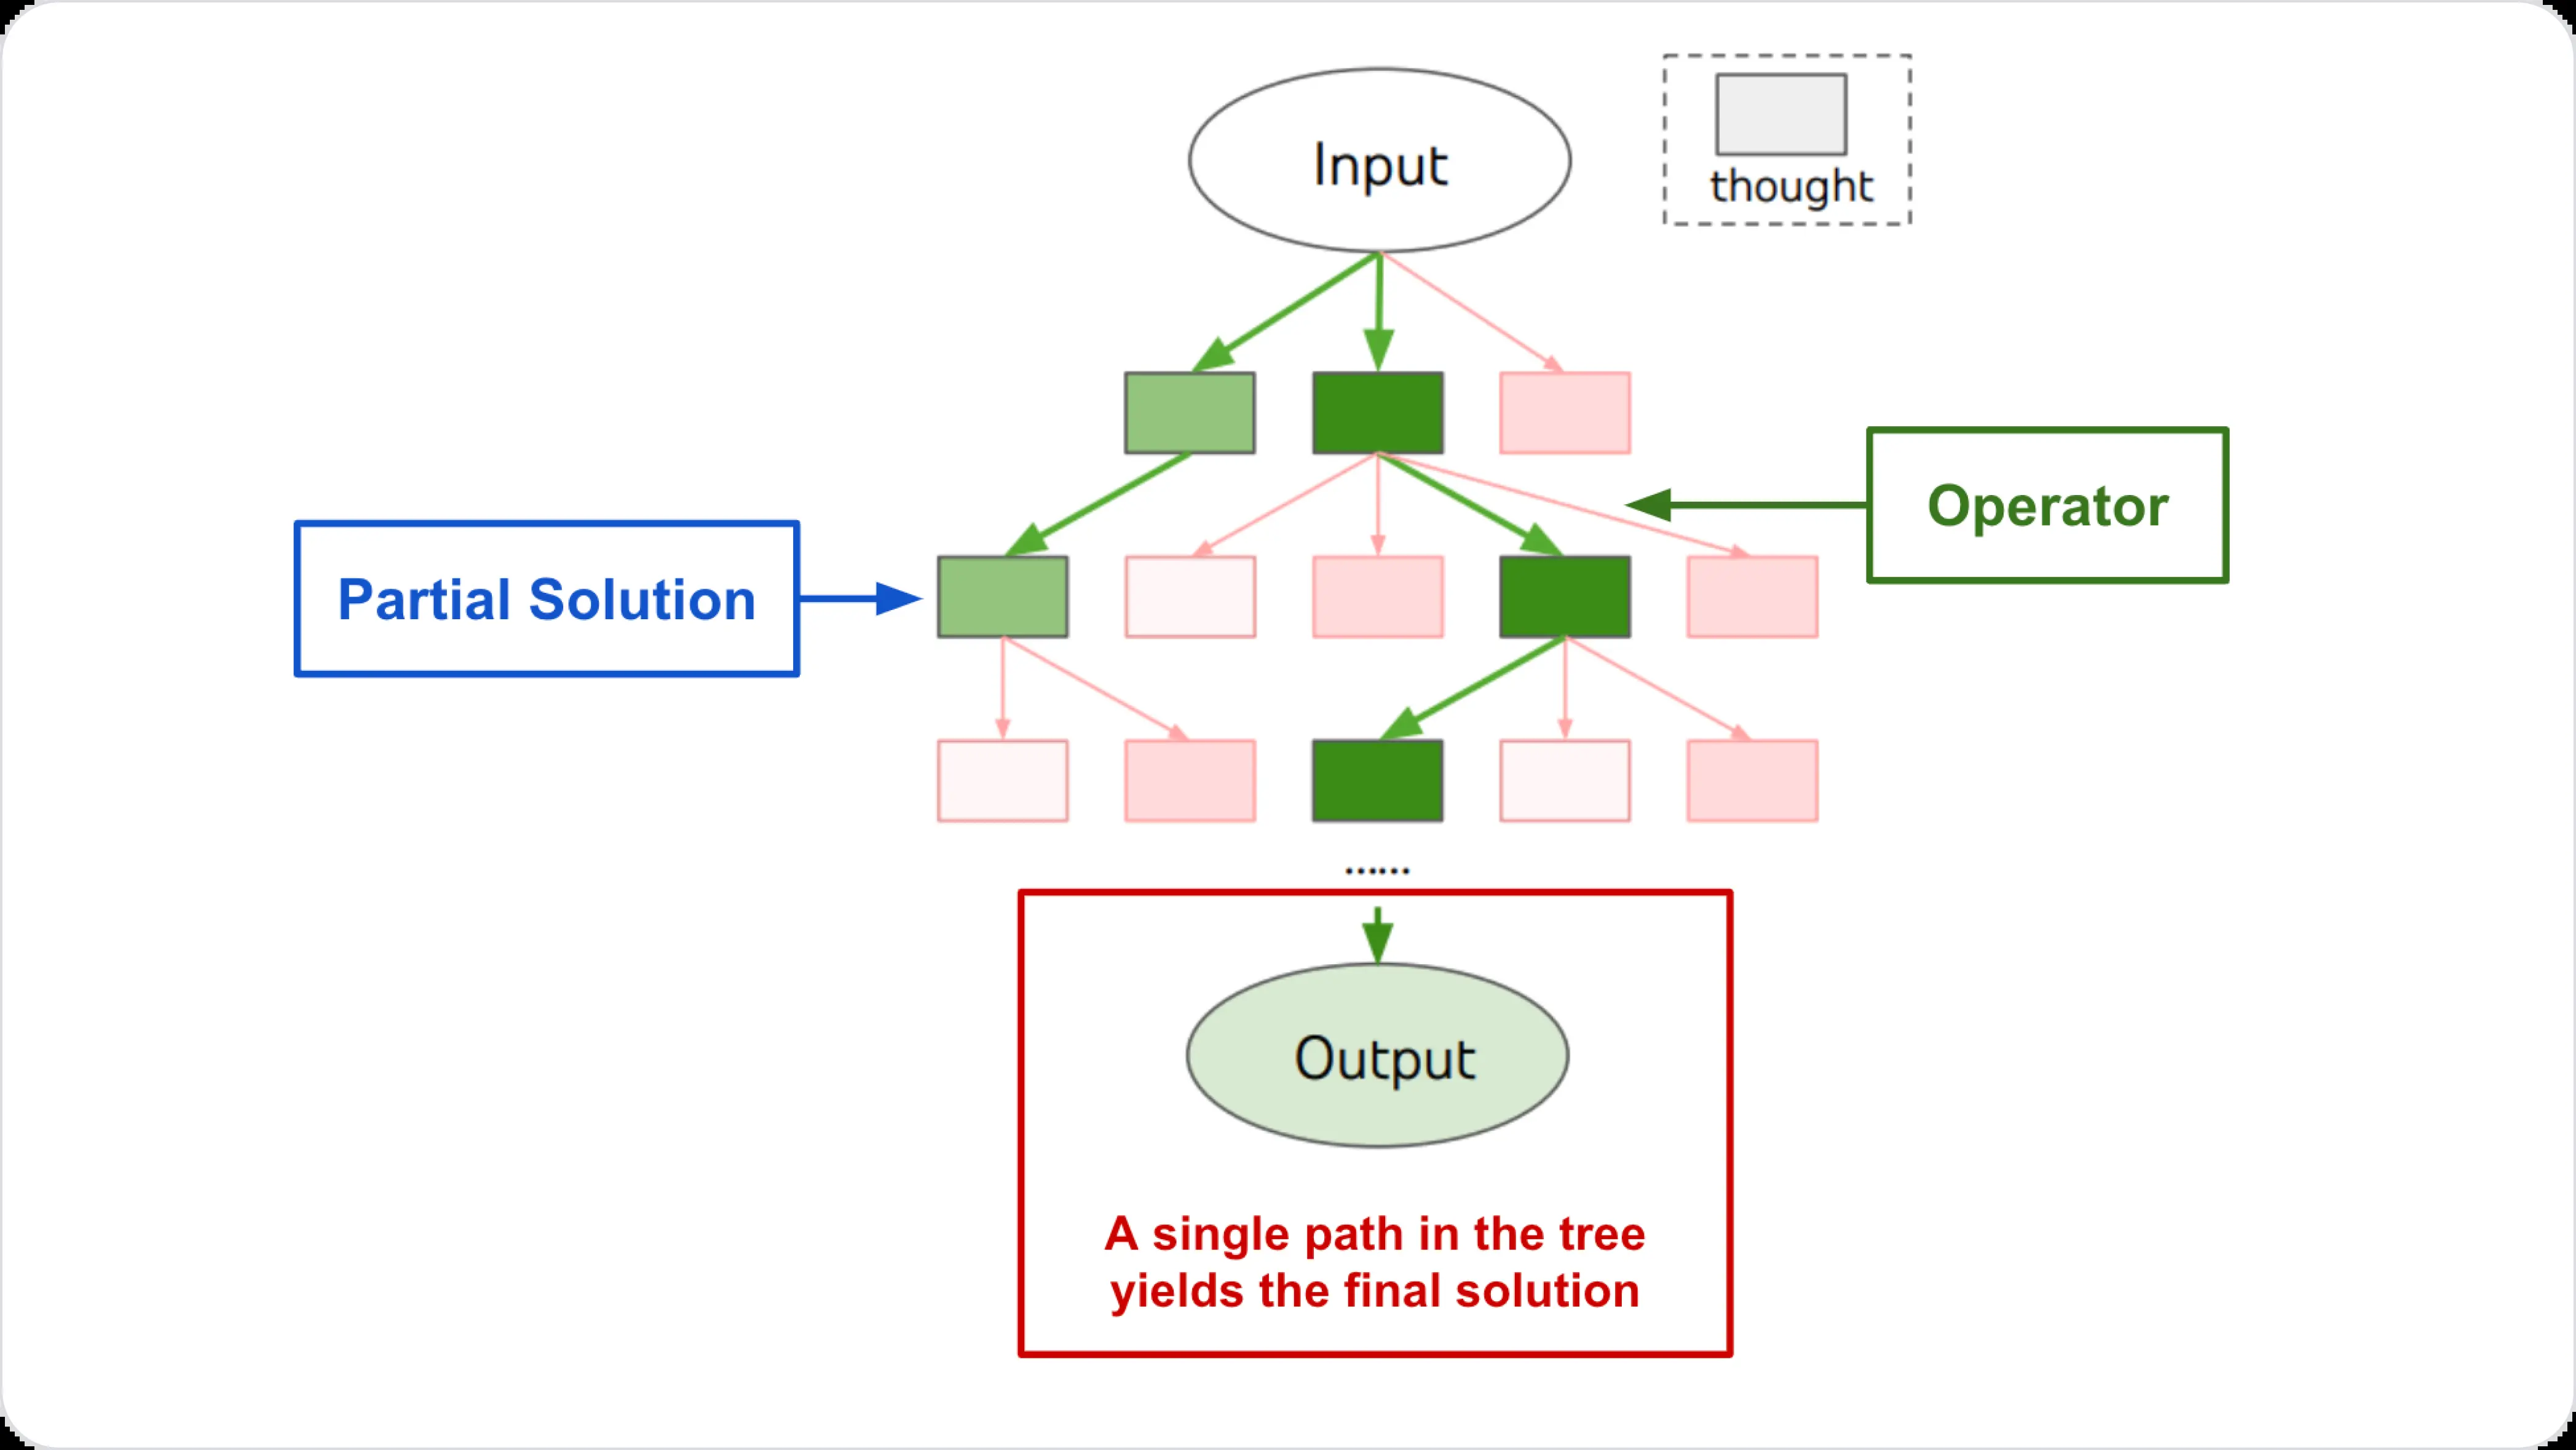 Input
thought
Operator
Partial Solution
......
Output
A single path in the tree
yields the final solution